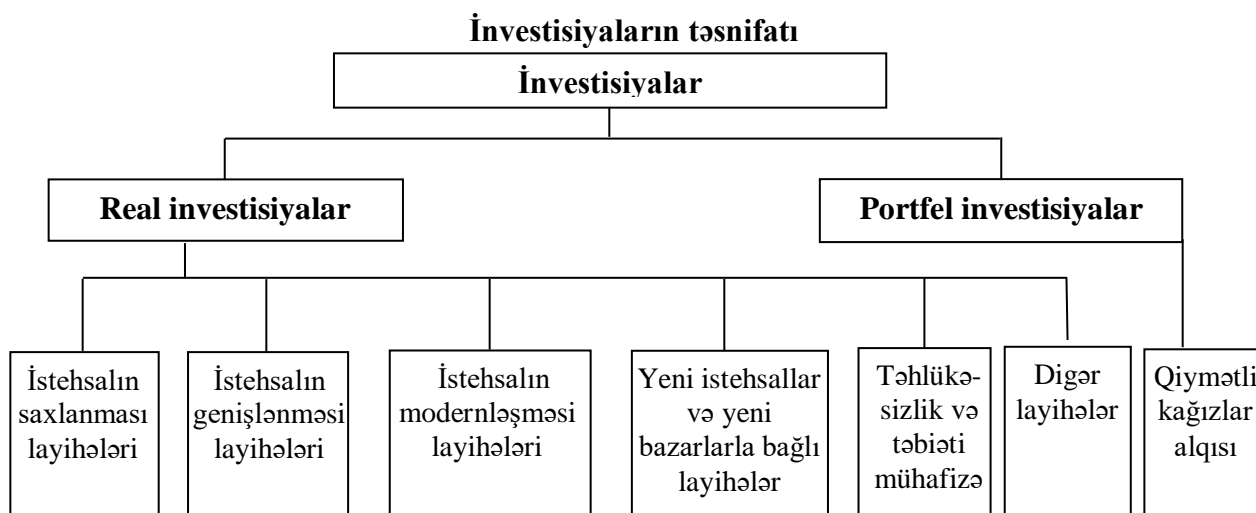 İnvestisiyaların təsnifatı
İnvestisiyalar
Real investisiyalar
Portfel investisiyalar
İstehsalın
saxlanması
layihələri
İstehsalın
genişlənməsi
layihələri
İstehsalın
modernləşməsi
layihələri
Yeni istehsallar
və yeni
bazarlarla bağlı
layihələr
Təhlükə-
sizlik və
təbiəti
mühafizə
Digər
layihələr
Qiymətli
kağızlar
alqısı